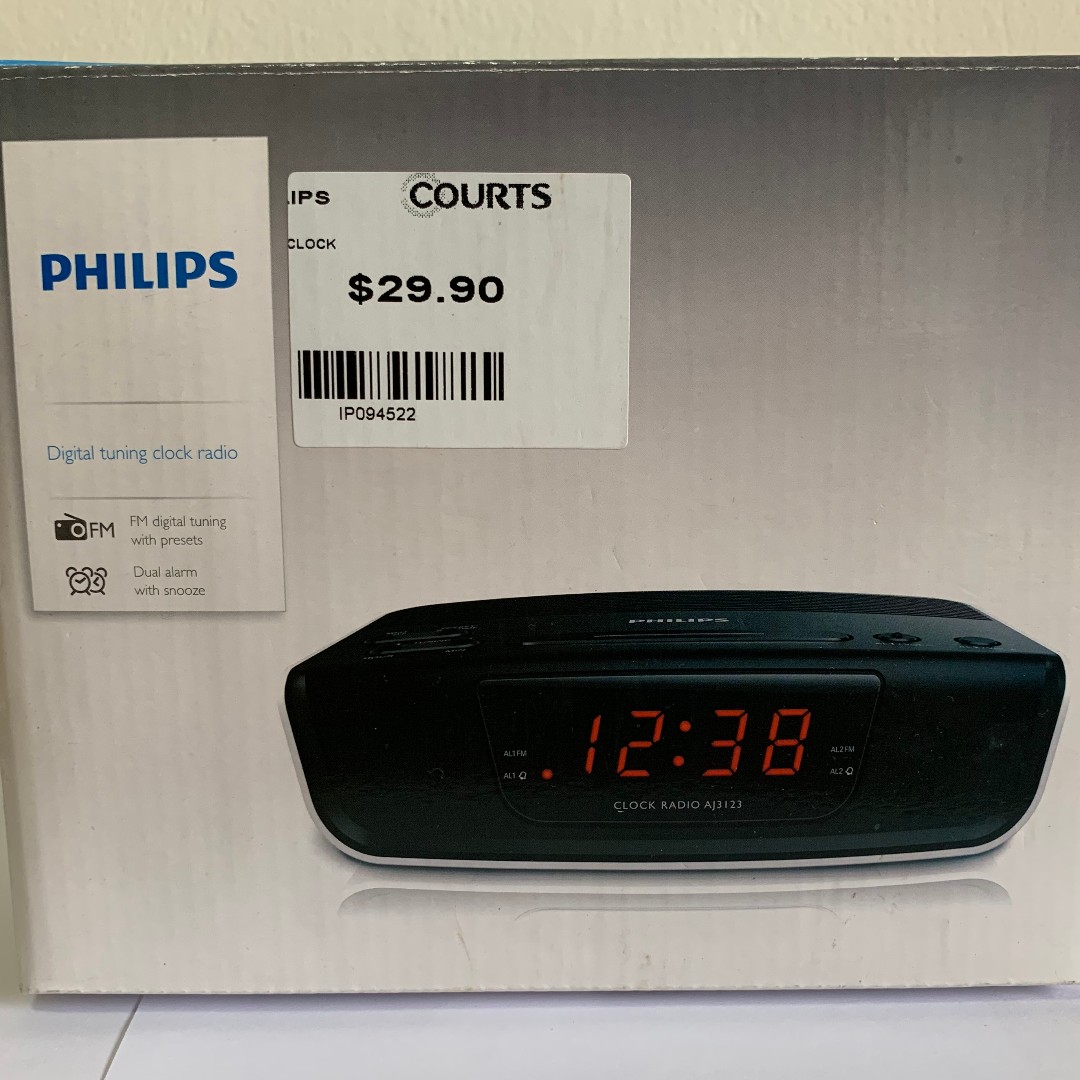 PHILIPS
Digital tuning clock radio
FM
FM digital tuning
with presets
Dual alarm
with snooze
LIPS
COURTS
CLOCK
$29.90
IP094522
PHILIPS
AL1 FM
AL1
12:38
AL2 FM
AL2
CLOCK RADIO AJ3123